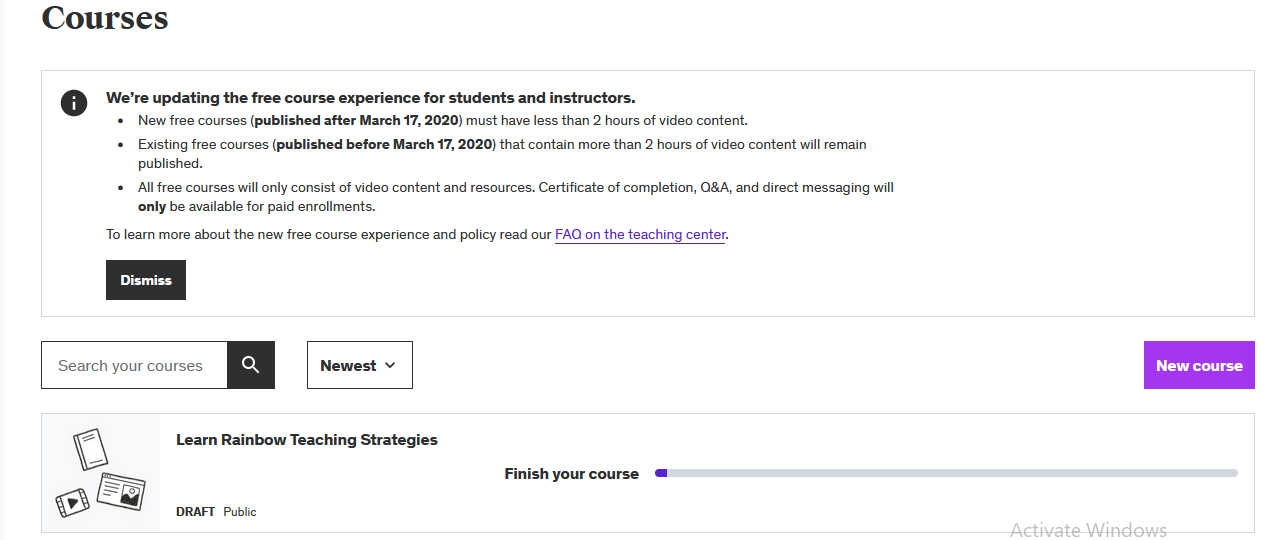 Courses
We're updating the free course experience for students and instructors.
• New free courses (published after March 17, 2020) must have less than 2 hours of video content.
• Existing free courses (published before March 17, 2020) that contain more than 2 hours of video content will remain
published.
• All free courses will only consist of video content and resources. Certificate of completion, Q&A, and direct messaging will
only be available for paid enrollments.
To learn more about the new free course experience and policy read our FAQ on the teaching center.
Dismiss
Search your courses
Newest
New course
Learn Rainbow Teaching Strategies
Finish your course
DRAFT Public
Activate Windows